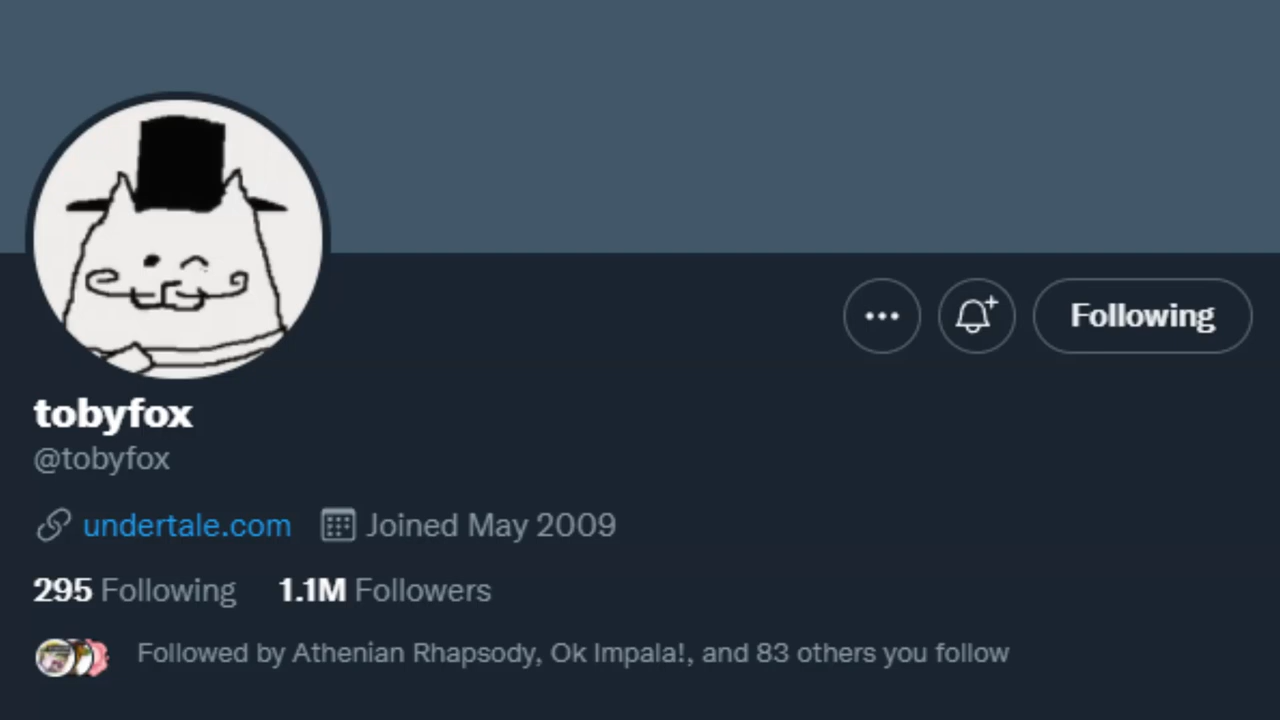 Following
tobyfox
@tobyfox
undertale.com Joined May 2009
295 Following 1.1M Followers
Followed by Athenian Rhapsody, Ok Impala!, and 83 others you follow